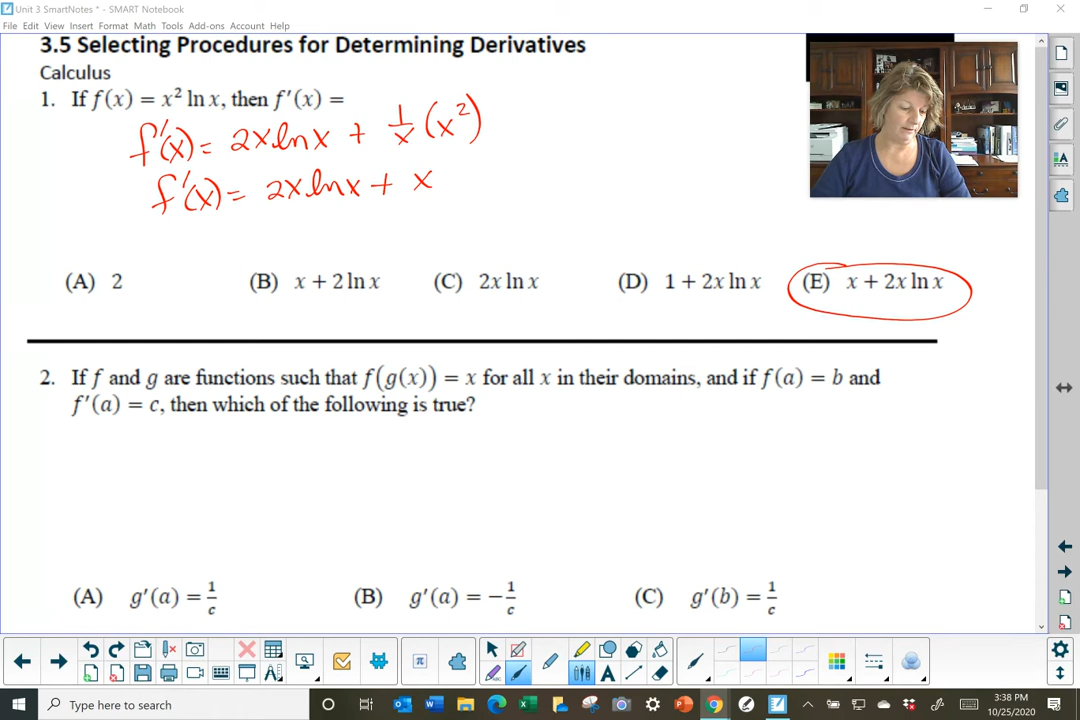 Unit 3 SmartNotes * - SMART Notebook
File Edit View Insert Format Math Tools Add-ons Account Help
3.5 Selecting Procedures for Determining Derivatives
Calculus
1. If f(x) = x² ln x, then f′(x) =
f′(x) = 2x ln x + 1/x (x²)
f′(x) = 2x ln x + x
(A) 2 (B) x + 2 ln x (C) 2x ln x (D) 1 + 2x ln x (E) x + 2x ln x
2. If f and g are functions such that f(g(x)) = x for all x in their domains, and if f(a) = b and
f′(a) = c, then which of the following is true?
(A) g′(a) = 1/c (B) g′(a) = −1/c (C) g′(b) = 1/c
Type here to search
3:38 PM
10/25/2020